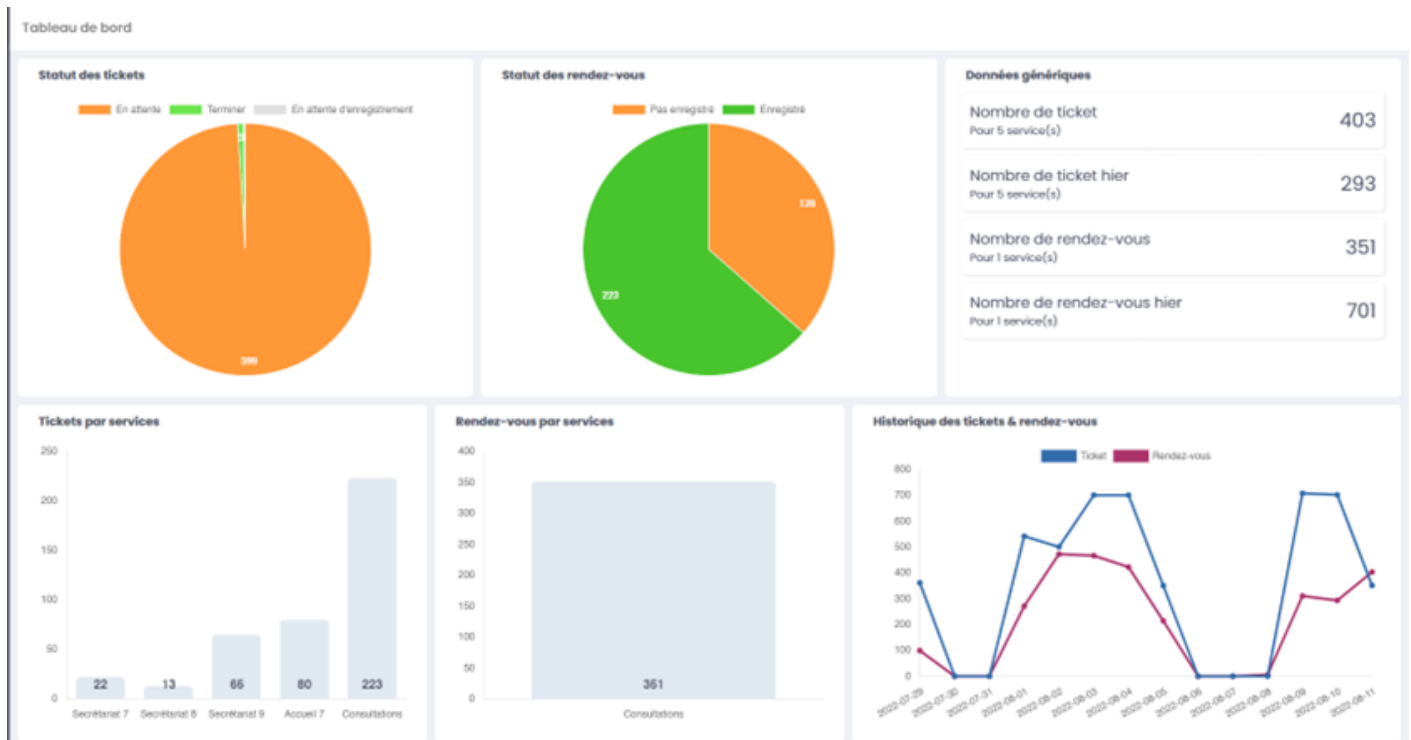 Tableau de bord
Statut des tickets
En attente Terminer En attente d'enregistrement
399
Statut des rendez-vous
Pas enregistré Enregistré
128
223
Données génériques
Nombre de ticket
Pour 5 service(s)
403
Nombre de ticket hier
Pour 5 service(s)
293
Nombre de rendez-vous
Pour 1 service(s)
351
Nombre de rendez-vous hier
Pour 1 service(s)
701
Tickets par services
250
200
150
100
50
0
22 13 65 80 223
Secrétariat 7 Secrétariat 8 Secrétariat 9 Accueil 7 Consultations
Rendez-vous par services
400
350
300
250
200
150
100
50
0
351
Consultations
Historique des tickets & rendez-vous
Ticket Rendez-vous
800
700
600
500
400
300
200
100
0
2022-07-29 2022-07-30 2022-07-31 2022-08-01 2022-08-02 2022-08-03 2022-08-04 2022-08-05 2022-08-06 2022-08-07 2022-08-08 2022-08-09 2022-08-10 2022-08-11